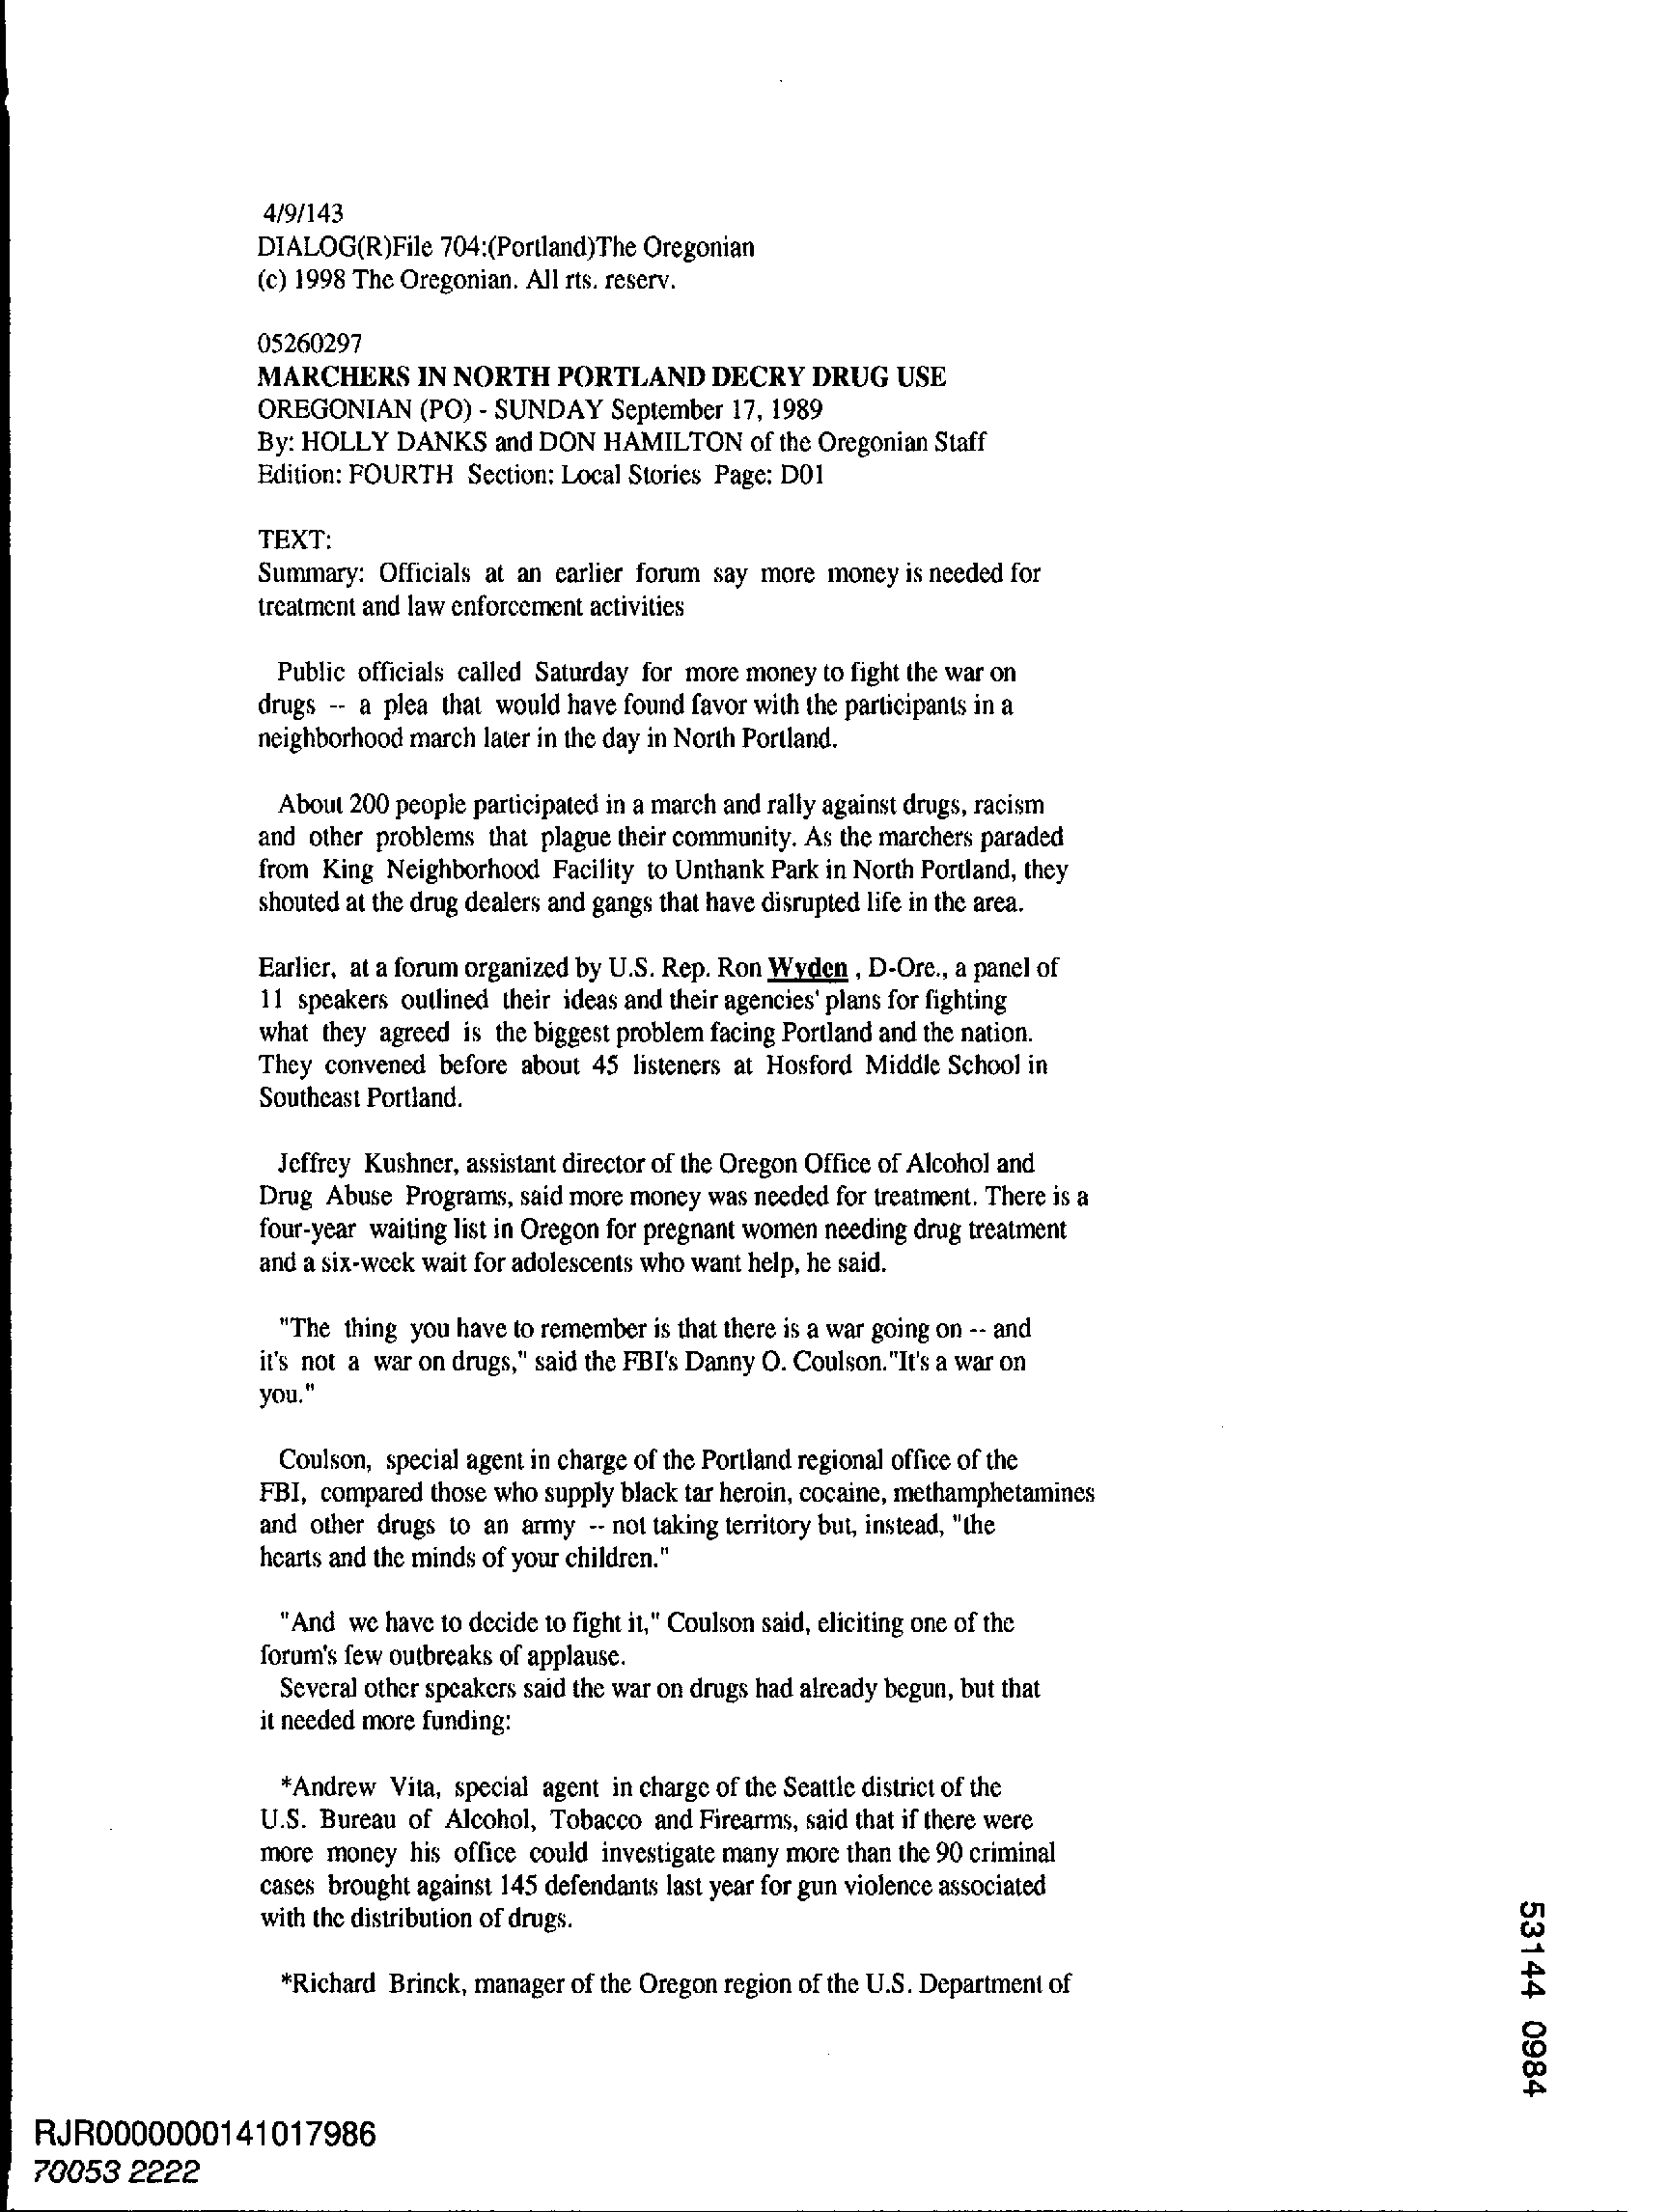 4/9/143
DIALOG(R)File 704:(Portland)The Oregonian
(c) 1998 The Oregonian. All rts. reserv.
05260297
MARCHERS IN NORTH PORTLAND DECRY DRUG USE
OREGONIAN (PO) - SUNDAY September 17, 1989
By: HOLLY DANKS and DON HAMILTON of the Oregonian Staff
Edition: FOURTH Section: Local Stories Page: D01
TEXT:
Summary: Officials at an earlier forum say more money is needed for
treatment and law enforcement activities
Public officials called Saturday for more money to fight the war on
drugs -- a plea that would have found favor with the participants in a
neighborhood march later in the day in North Portland.
About 200 people participated in a march and rally against drugs, racism
and other problems that plague their community. As the marchers paraded
from King Neighborhood Facility to Unthank Park in North Portland, they
shouted at the drug dealers and gangs that have disrupted life in the area.
Earlier, at a forum organized by U.S. Rep. Ron Wyden , D-Ore., a panel of
11 speakers outlined their ideas and their agencies' plans for fighting
what they agreed is the biggest problem facing Portland and the nation.
They convened before about 45 listeners at Hosford Middle School in
Southeast Portland.
Jeffrey Kushner, assistant director of the Oregon Office of Alcohol and
Drug Abuse Programs, said more money was needed for treatment. There is a
four-year waiting list in Oregon for pregnant women needing drug treatment
and a six-week wait for adolescents who want help, he said.
"The thing you have to remember is that there is a war going on -- and
it's not a war on drugs," said the FBI's Danny O. Coulson."It's a war on
you."
Coulson, special agent in charge of the Portland regional office of the
FBI, compared those who supply black tar heroin, cocaine, methamphetamines
and other drugs to an army -- not taking territory but, instead, "the
hearts and the minds of your children."
"And we have to decide to fight it," Coulson said, eliciting one of the
forum's few outbreaks of applause.
Several other speakers said the war on drugs had already begun, but that
it needed more funding:
*Andrew Vita, special agent in charge of the Seattle district of the
U.S. Bureau of Alcohol, Tobacco and Firearms, said that if there were
more money his office could investigate many more than the 90 criminal
cases brought against 145 defendants last year for gun violence associated
with the distribution of drugs.
*Richard Brinck, manager of the Oregon region of the U.S. Department of
53144 0984
RJR0000000141017986
70053 2222